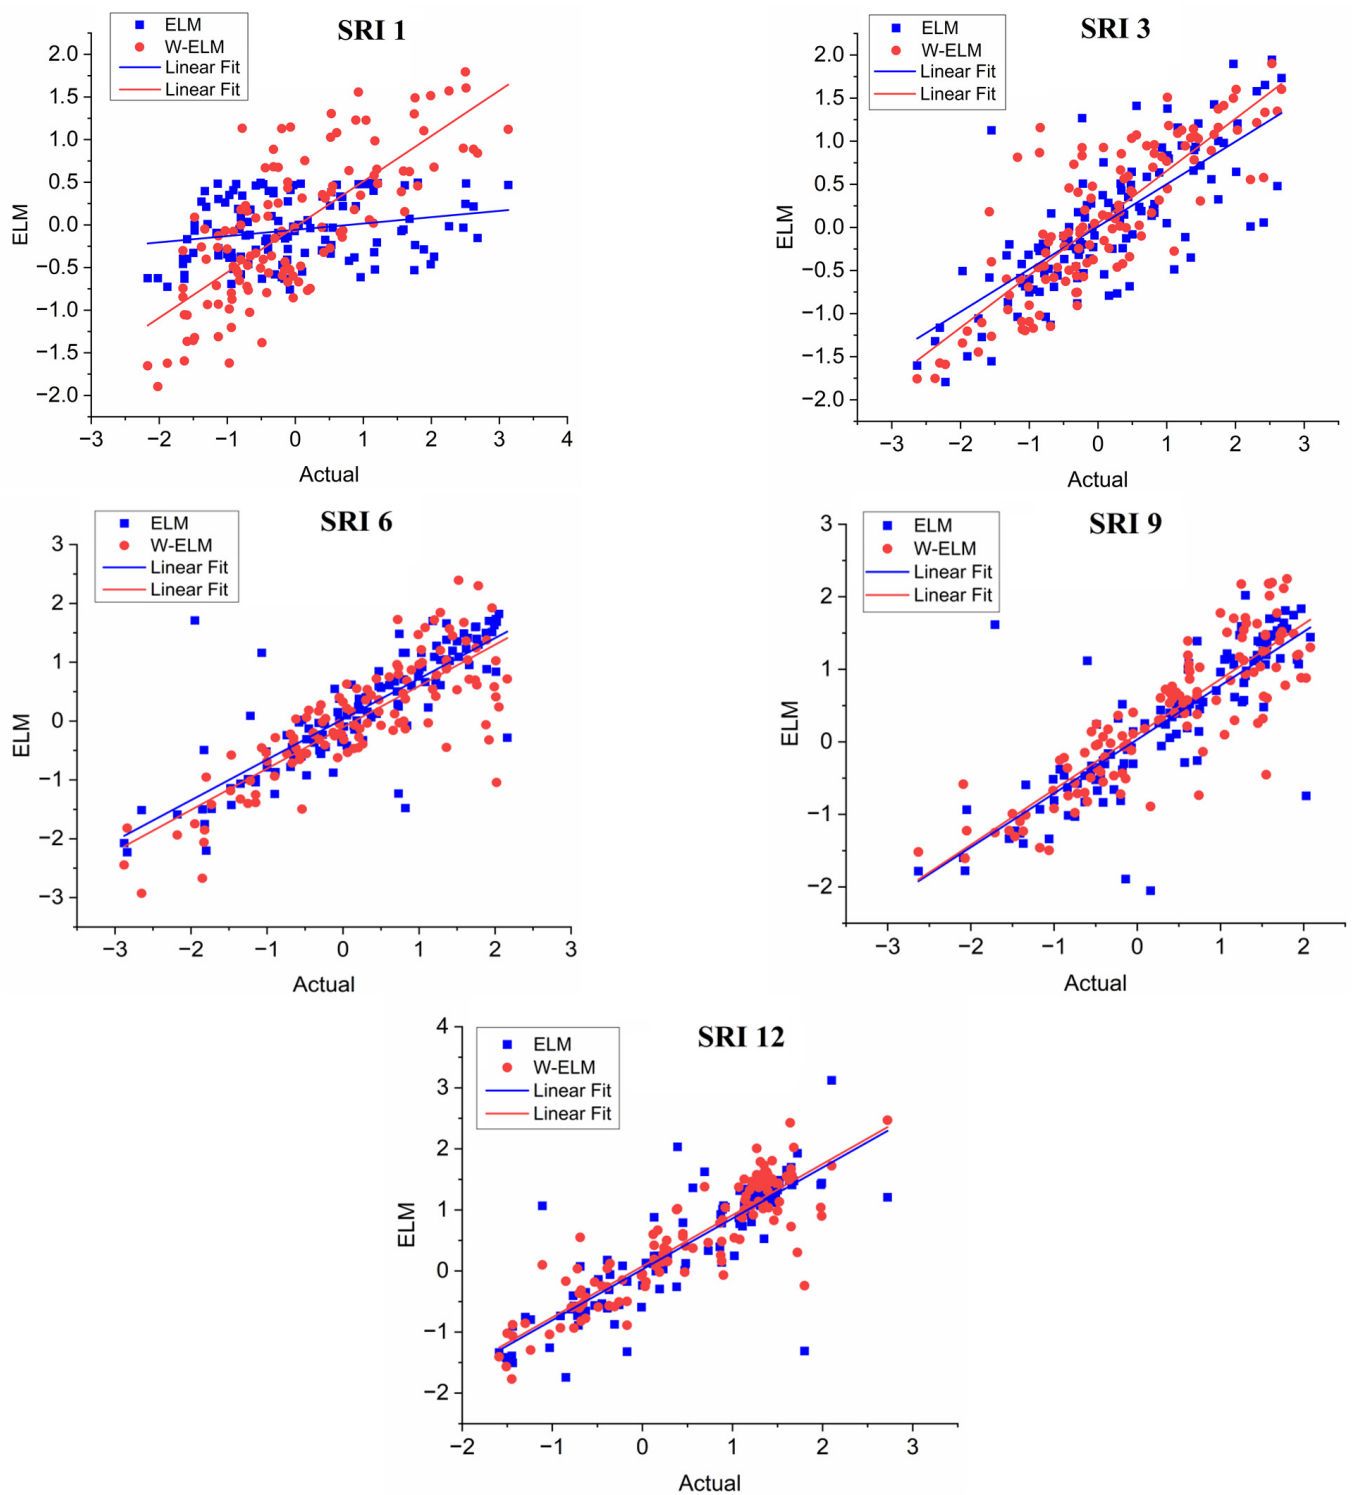 SRI 1
ELM
W-ELM
Linear Fit
Linear Fit
2.0
1.5
1.0
0.5
0.0
−0.5
−1.0
−1.5
−2.0
ELM
−3 −2 −1 0 1 2 3 4
Actual
SRI 3
ELM
W-ELM
Linear Fit
Linear Fit
2.0
1.5
1.0
0.5
0.0
−0.5
−1.0
−1.5
−2.0
ELM
−3 −2 −1 0 1 2 3
Actual
SRI 6
ELM
W-ELM
Linear Fit
Linear Fit
3
2
1
0
−1
−2
−3
ELM
−3 −2 −1 0 1 2 3
Actual
SRI 9
ELM
W-ELM
Linear Fit
Linear Fit
3
2
1
0
−1
−2
ELM
−3 −2 −1 0 1 2
Actual
SRI 12
ELM
W-ELM
Linear Fit
Linear Fit
4
3
2
1
0
−1
−2
ELM
−2 −1 0 1 2 3
Actual